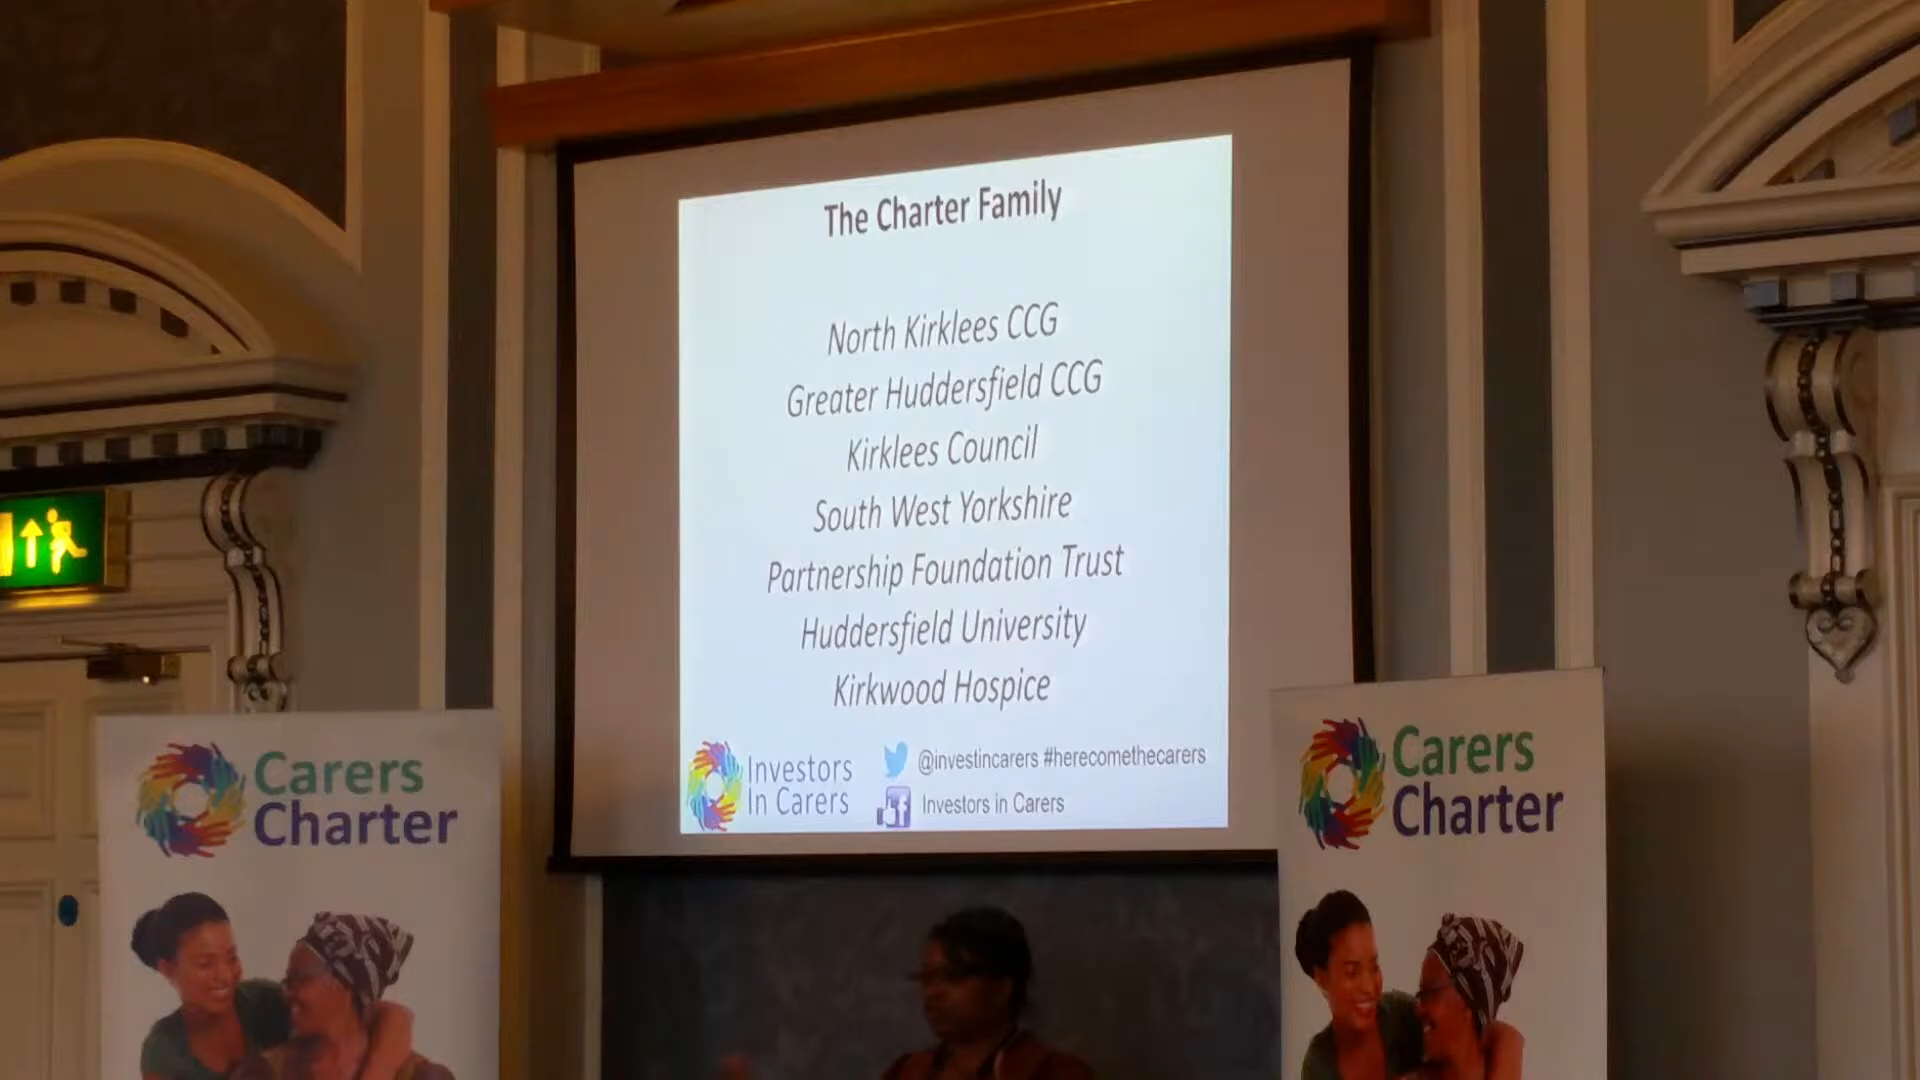 The Charter Family
North Kirklees CCG
Greater Huddersfield CCG
Kirklees Council
South West Yorkshire
Partnership Foundation Trust
Huddersfield University
Kirkwood Hospice
Investors
In Carers
@investincarers #herecomethecarers
Investors in Carers
Carers
Charter
Carers
Charter